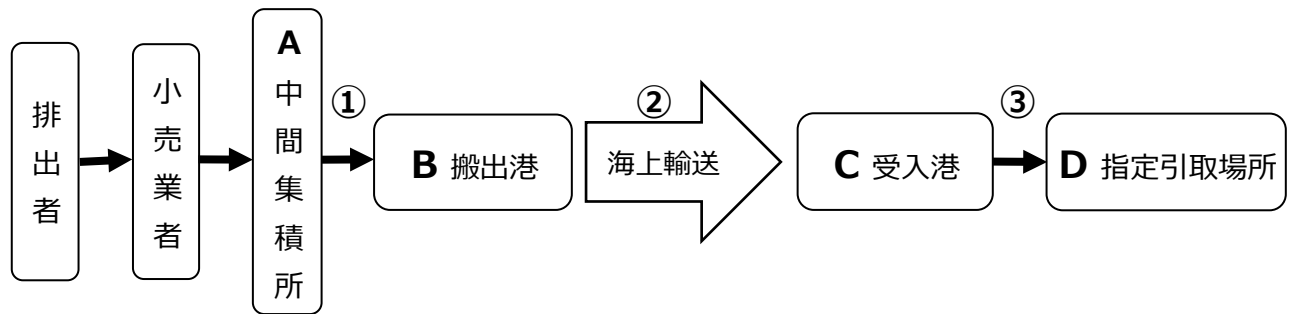 排出者
小売業者
A 中間集積所
①
B 搬出港
②
海上輸送
C 受入港
③
D 指定引取場所